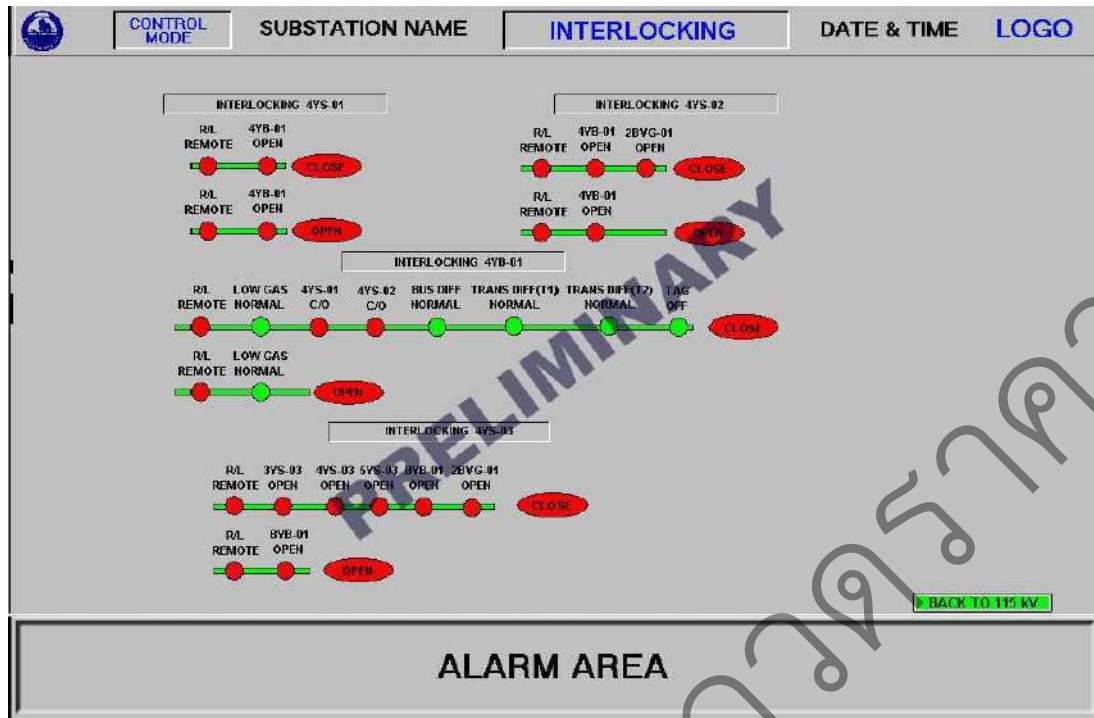 CONTROL
MODE
SUBSTATION NAME
INTERLOCKING
DATE & TIME
LOGO
INTERLOCKING 4YS-01
R/L 4YB-01
REMOTE OPEN
CLOSE
R/L 4YB-01
REMOTE OPEN
OPEN
INTERLOCKING 4YS-02
R/L 4YB-01 2BVG-01
REMOTE OPEN OPEN
CLOSE
R/L 4YB-01
REMOTE OPEN
OPEN
INTERLOCKING 4YB-01
R/L LOW GAS 4YS-01 4YS-02 BUS DIFF TRANS DIFF(T1) TRANS DIFF(T2) TAG
REMOTE NORMAL C/O C/O NORMAL NORMAL NORMAL OFF
CLOSE
R/L LOW GAS
REMOTE NORMAL
OPEN
INTERLOCKING 4YS-03
R/L 3YS-03 4YS-03 5YS-03 BYB-01 2BVG-01
REMOTE OPEN OPEN OPEN OPEN OPEN
CLOSE
R/L BYB-01
REMOTE OPEN
OPEN
PRELIMINARY
BACK TO 115 kV
ALARM AREA